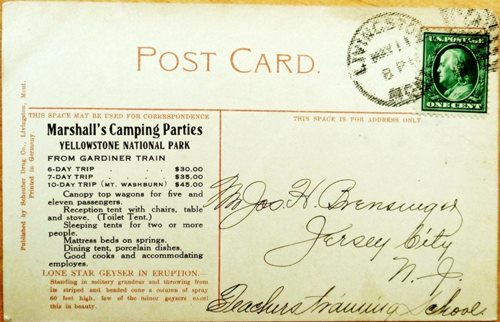 POST CARD.
LIVINGSTON
MAY 11
8 P
U.S. POSTAGE
ONE CENT
THIS SPACE MAY BE USED FOR CORRESPONDENCE
THIS SPACE IS FOR ADDRESS ONLY
Marshall's Camping Parties
YELLOWSTONE NATIONAL PARK
FROM GARDINER TRAIN
6-DAY TRIP - $30.00
7-DAY TRIP - $35.00
10-DAY TRIP (MT. WASHBURN) $45.00
Canopy top wagons for five and
eleven passengers.
Reception tent with chairs, table
and stove. (Toilet Tent.)
Sleeping tents for two or more
people.
Mattress beds on springs.
Dining tent, porcelain dishes.
Good cooks and accommodating
employes.
LONE STAR GEYSER IN ERUPTION.—
Standing in solitary grandeur and throwing from
its striped and beaded cone a column of spray
60 feet high, few of the minor geysers excel
this in beauty.
Published by Scheuber Drug Co., Livingston, Mont.
Printed in Germany.
Jos. H. Brensinger
Jersey City
N. J.
Teachers Training School